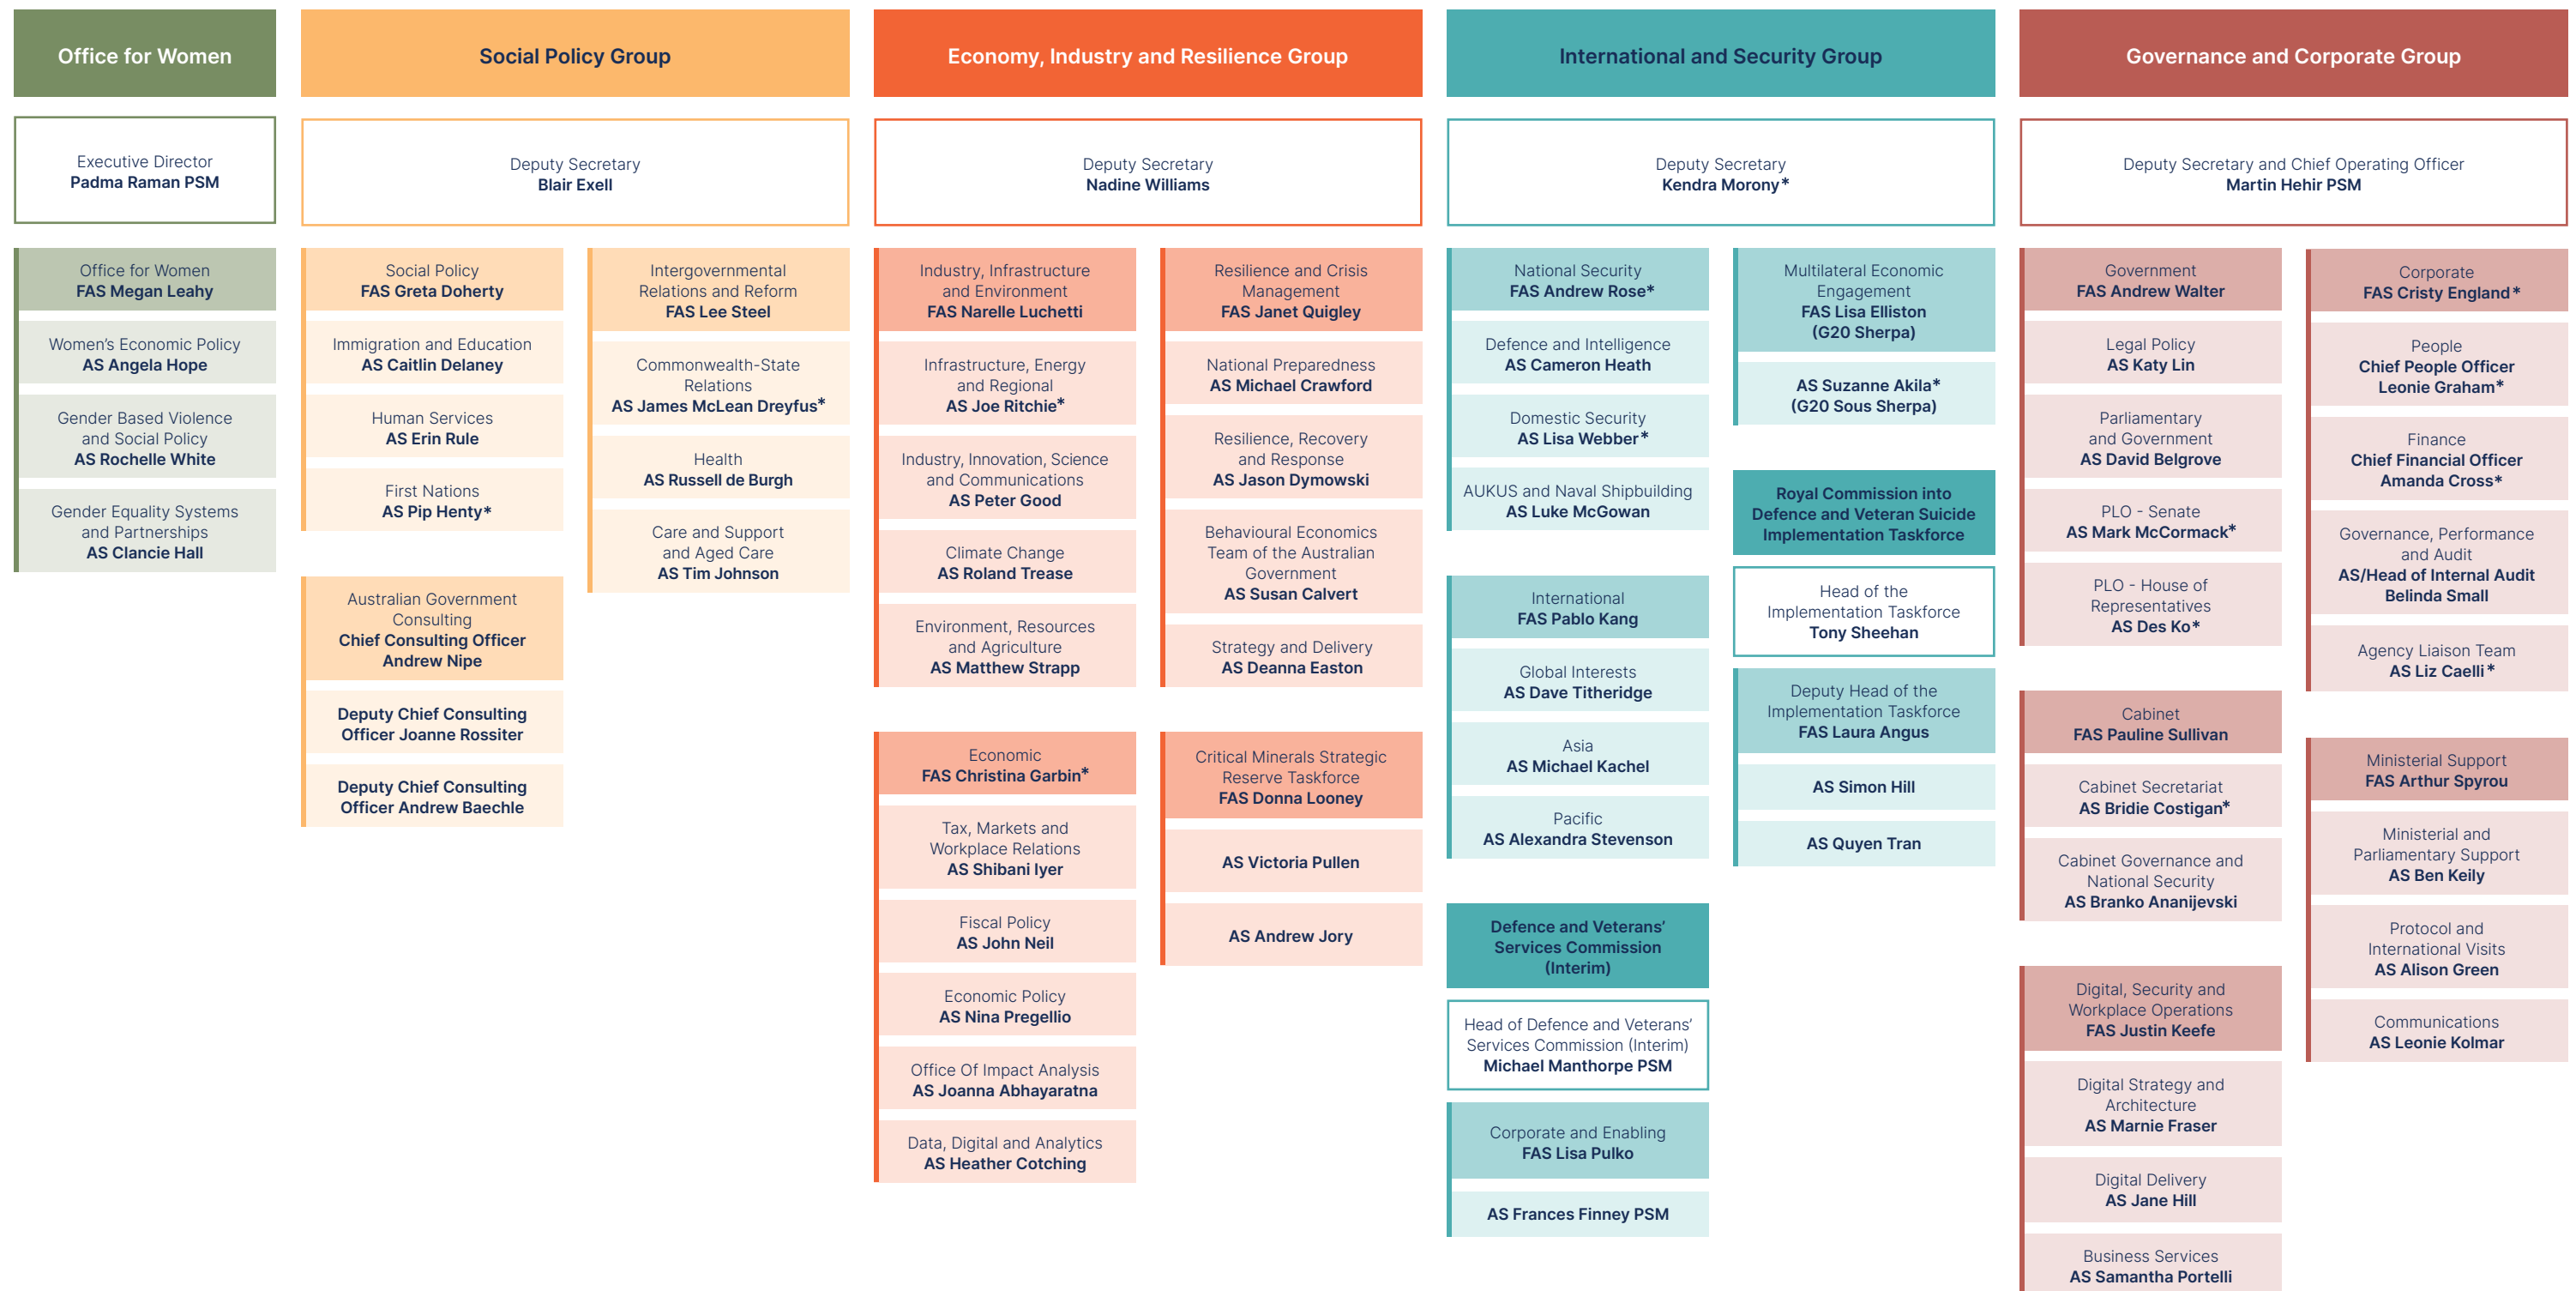 Office for Women
Executive Director
Padma Raman PSM
Office for Women
FAS Megan Leahy
Women's Economic Policy
AS Angela Hope
Gender Based Violence
and Social Policy
AS Rochelle White
Gender Equality Systems
and Partnerships
AS Clancie Hall
Social Policy Group
Deputy Secretary
Blair Exell
Social Policy
FAS Greta Doherty
Immigration and Education
AS Caitlin Delaney
Human Services
AS Erin Rule
First Nations
AS Pip Henty*
Australian Government
Consulting
Chief Consulting Officer
Andrew Nipe
Deputy Chief Consulting
Officer Joanne Rossiter
Deputy Chief Consulting
Officer Andrew Baechle
Intergovernmental
Relations and Reform
FAS Lee Steel
Commonwealth-State
Relations
AS James McLean Dreyfus*
Health
AS Russell de Burgh
Care and Support
and Aged Care
AS Tim Johnson
Economy, Industry and Resilience Group
Deputy Secretary
Nadine Williams
Industry, Infrastructure
and Environment
FAS Narelle Luchetti
Infrastructure, Energy
and Regional
AS Joe Ritchie*
Industry, Innovation, Science
and Communications
AS Peter Good
Climate Change
AS Roland Trease
Environment, Resources
and Agriculture
AS Matthew Strapp
Economic
FAS Christina Garbin*
Tax, Markets and
Workplace Relations
AS Shibani Iyer
Fiscal Policy
AS John Neil
Economic Policy
AS Nina Pregellio
Office Of Impact Analysis
AS Joanna Abhayaratna
Data, Digital and Analytics
AS Heather Cotching
Resilience and Crisis
Management
FAS Janet Quigley
National Preparedness
AS Michael Crawford
Resilience, Recovery
and Response
AS Jason Dymowski
Behavioural Economics
Team of the Australian
Government
AS Susan Calvert
Strategy and Delivery
AS Deanna Easton
Critical Minerals Strategic
Reserve Taskforce
FAS Donna Looney
AS Victoria Pullen
AS Andrew Jory
International and Security Group
Deputy Secretary
Kendra Morony*
National Security
FAS Andrew Rose*
Defence and Intelligence
AS Cameron Heath
Domestic Security
AS Lisa Webber*
AUKUS and Naval Shipbuilding
AS Luke McGowan
International
FAS Pablo Kang
Global Interests
AS Dave Titheridge
Asia
AS Michael Kachel
Pacific
AS Alexandra Stevenson
Defence and Veterans'
Services Commission
(Interim)
Head of Defence and Veterans'
Services Commission (Interim)
Michael Manthorpe PSM
Corporate and Enabling
FAS Lisa Pulko
AS Frances Finney PSM
Multilateral Economic
Engagement
FAS Lisa Elliston
(G20 Sherpa)
AS Suzanne Akila*
(G20 Sous Sherpa)
Royal Commission into
Defence and Veteran Suicide
Implementation Taskforce
Head of the
Implementation Taskforce
Tony Sheehan
Deputy Head of the
Implementation Taskforce
FAS Laura Angus
AS Simon Hill
AS Quyen Tran
Governance and Corporate Group
Deputy Secretary and Chief Operating Officer
Martin Hehir PSM
Government
FAS Andrew Walter
Legal Policy
AS Katy Lin
Parliamentary
and Government
AS David Belgrove
PLO - Senate
AS Mark McCormack*
PLO - House of
Representatives
AS Des Ko*
Cabinet
FAS Pauline Sullivan
Cabinet Secretariat
AS Bridie Costigan*
Cabinet Governance and
National Security
AS Branko Ananijevski
Digital, Security and
Workplace Operations
FAS Justin Keefe
Digital Strategy and
Architecture
AS Marnie Fraser
Digital Delivery
AS Jane Hill
Business Services
AS Samantha Portelli
Corporate
FAS Cristy England*
People
Chief People Officer
Leonie Graham*
Finance
Chief Financial Officer
Amanda Cross*
Governance, Performance
and Audit
AS/Head of Internal Audit
Belinda Small
Agency Liaison Team
AS Liz Caelli*
Ministerial Support
FAS Arthur Spyrou
Ministerial and
Parliamentary Support
AS Ben Keily
Protocol and
International Visits
AS Alison Green
Communications
AS Leonie Kolmar